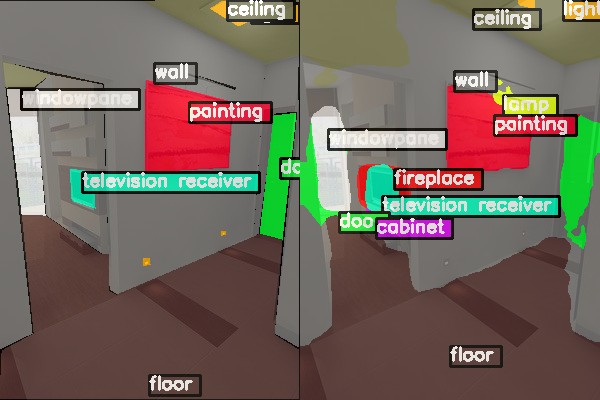 ceiling
wall
windowpane
painting
do
television receiver
floor
ceiling
light
wall
lamp
painting
windowpane
fireplace
television receiver
doo
cabinet
floor